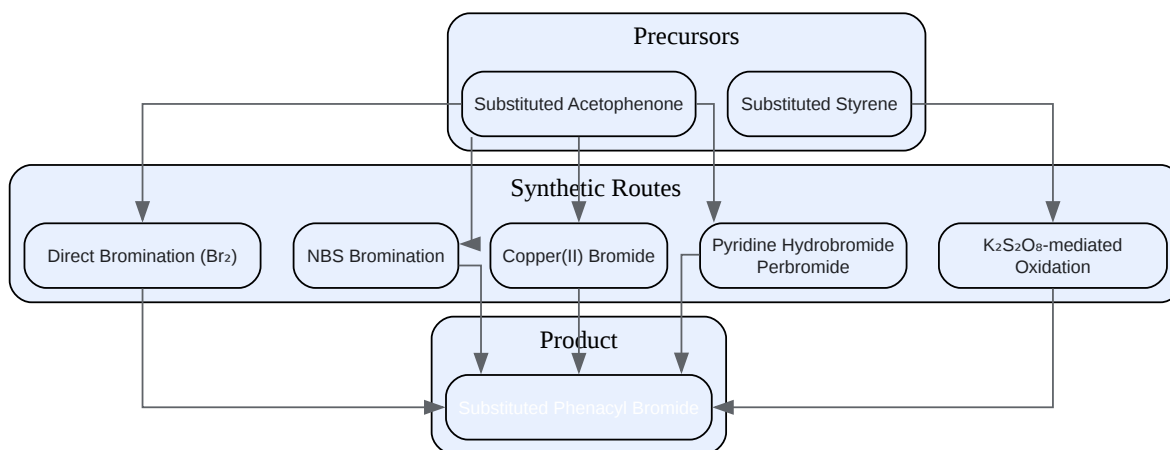 Precursors
Substituted Acetophenone
Substituted Styrene
Synthetic Routes
Direct Bromination (Br₂)
NBS Bromination
Copper(II) Bromide
Pyridine Hydrobromide
Perbromide
K₂S₂O₈-mediated
Oxidation
Product
Substituted Phenacyl Bromide